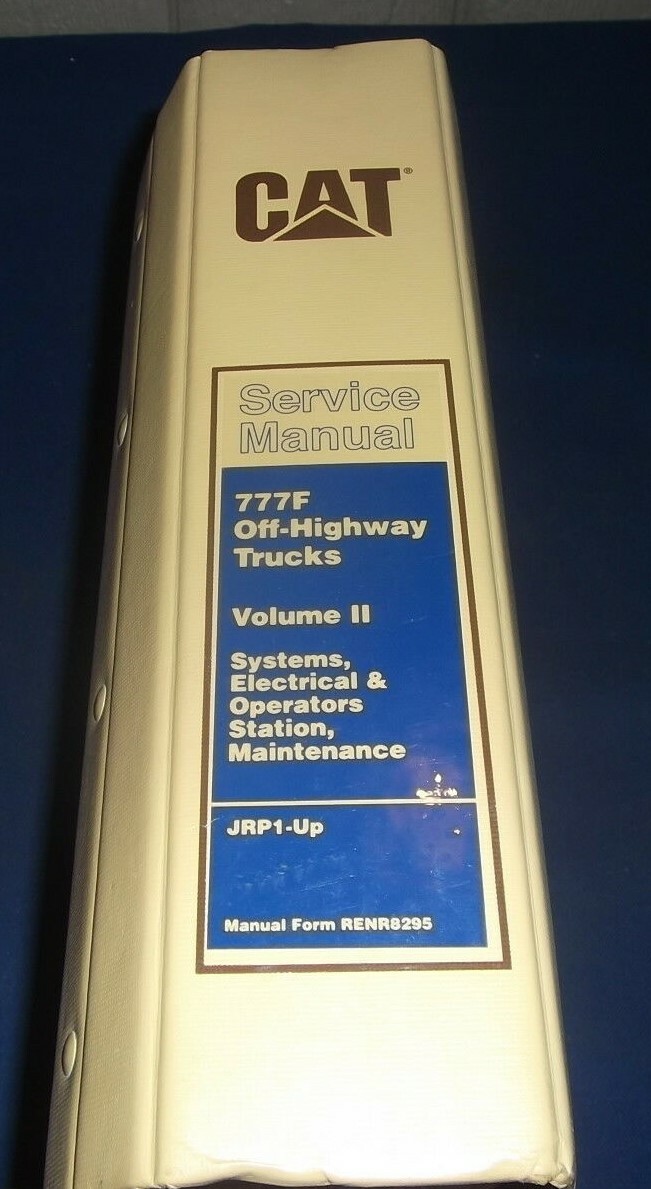 CAT®
Service
Manual
777F
Off-Highway
Trucks
Volume II
Systems,
Electrical &
Operators
Station,
Maintenance
JRP1-Up
Manual Form RENR8295